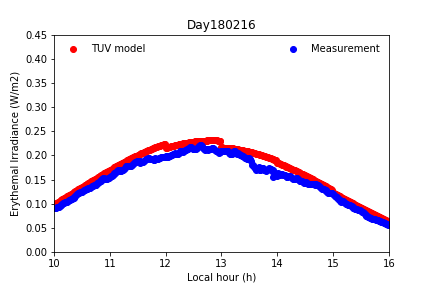 Day180216
TUV model
Measurement
Erythemal Irradiance (W/m2)
0.45
0.40
0.35
0.30
0.25
0.20
0.15
0.10
0.05
0.00
10 11 12 13 14 15 16
Local hour (h)